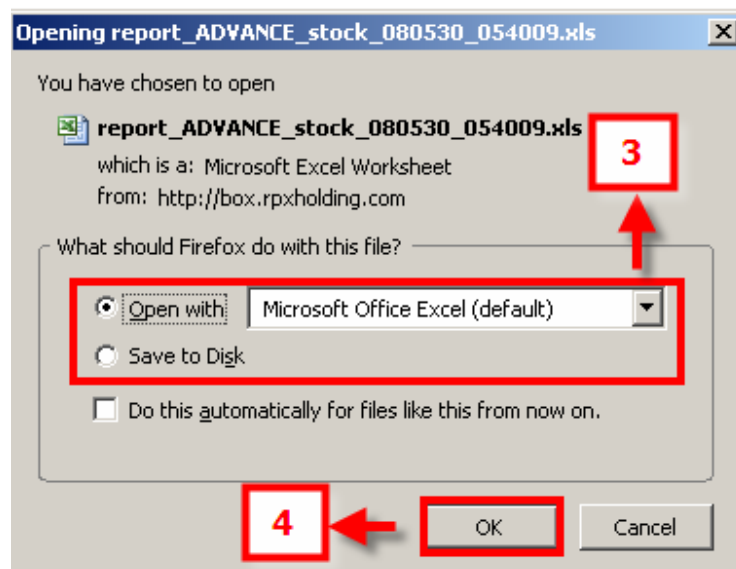 Opening report_ADVANCE_stock_080530_054009.xls
You have chosen to open
report_ADVANCE_stock_080530_054009.xls
which is a: Microsoft Excel Worksheet
from: http://box.rpxholding.com
3
What should Firefox do with this file?
Open with Microsoft Office Excel (default)
Save to Disk
Do this automatically for files like this from now on.
4
OK Cancel